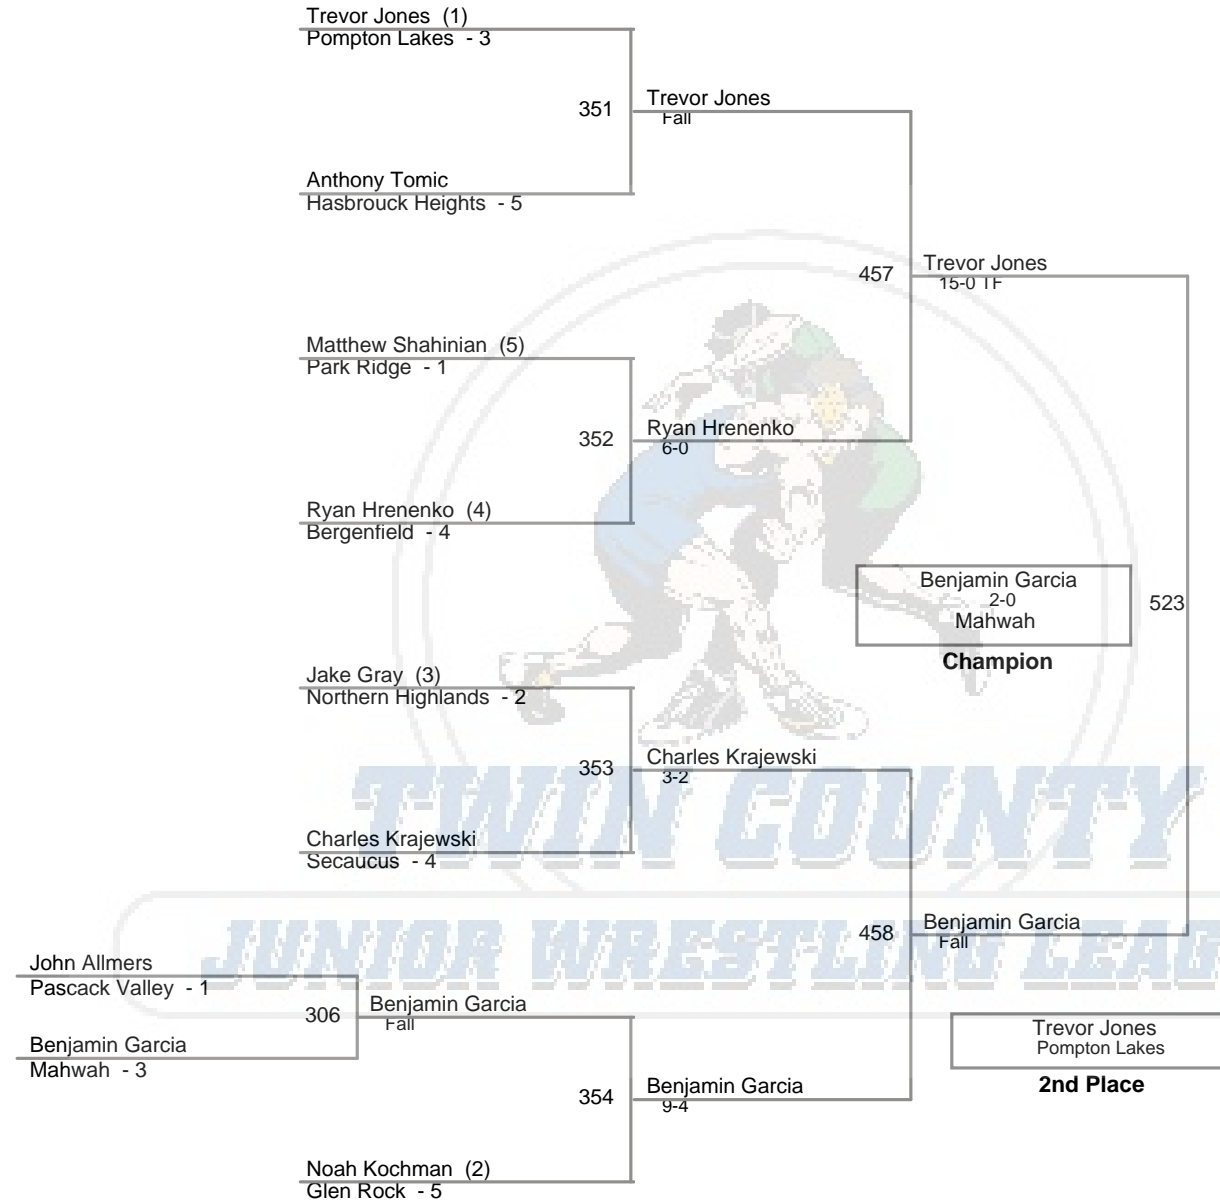 Trevor Jones (1)
Pompton Lakes - 3
351
Trevor Jones
Fall
Anthony Tomic
Hasbrouck Heights - 5
457
Trevor Jones
15-0 TF
Matthew Shahinian (5)
Park Ridge - 1
352
Ryan Hrenenko
6-0
Ryan Hrenenko (4)
Bergenfield - 4
Benjamin Garcia
2-0
Mahwah
523
Champion
Jake Gray (3)
Northern Highlands - 2
353
Charles Krajewski
3-2
TWIN COUNTY
Charles Krajewski
Secaucus - 4
458
Benjamin Garcia
Fall
JUNIOR WRESTLING LEAG
John Allmers
Pascack Valley - 1
306
Benjamin Garcia
Fall
Benjamin Garcia
Mahwah - 3
Trevor Jones
Pompton Lakes
2nd Place
354
Benjamin Garcia
9-4
Noah Kochman (2)
Glen Rock - 5